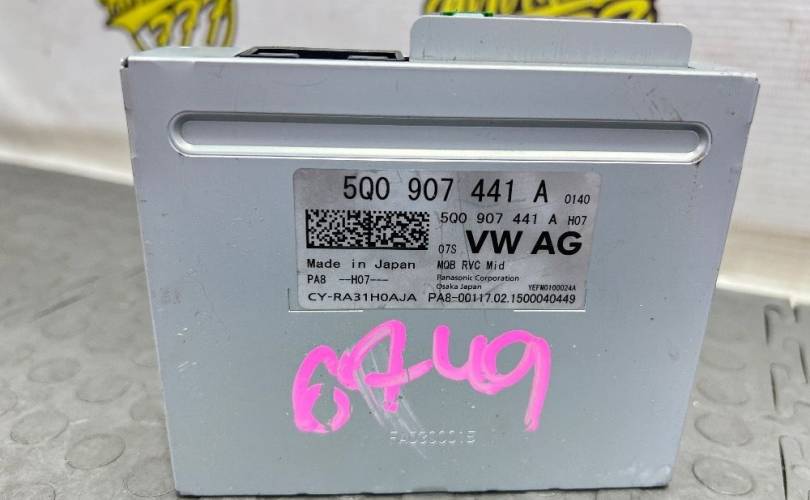 5Q0 907 441 A 0140
5Q0 907 441 A H07
07S VW AG
Made in Japan MQB RVC Mid
PA8 --H07--- Panasonic Corporation
Osaka Japan YEFM0100024A
CY-RA31H0AJA PA8-00117.02.1500040449